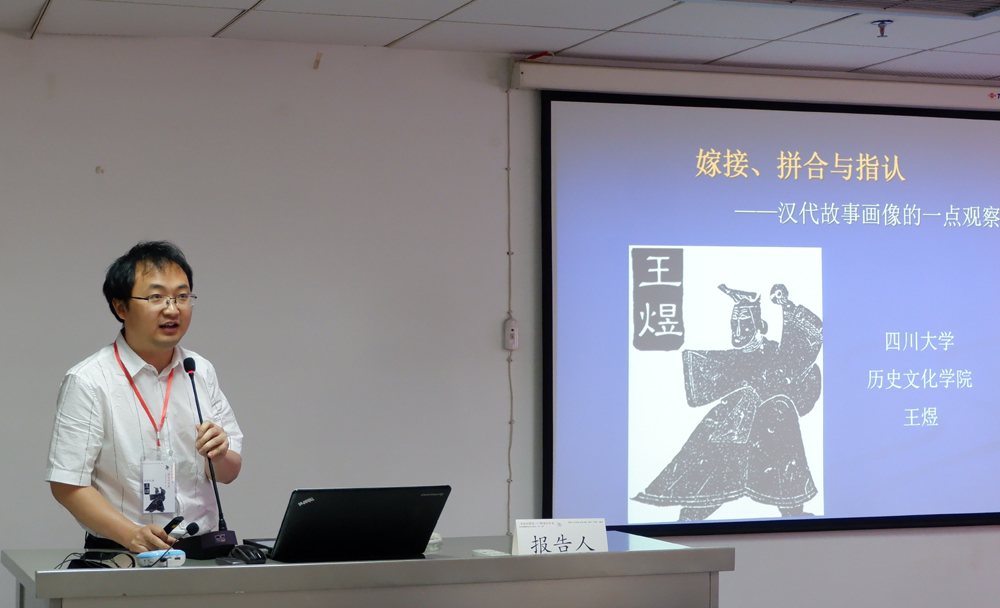 嫁接、拼合与指认
——汉代故事画像的一点观察
王
煜
四川大学
历史文化学院
王煜
报告人
ThinkPad